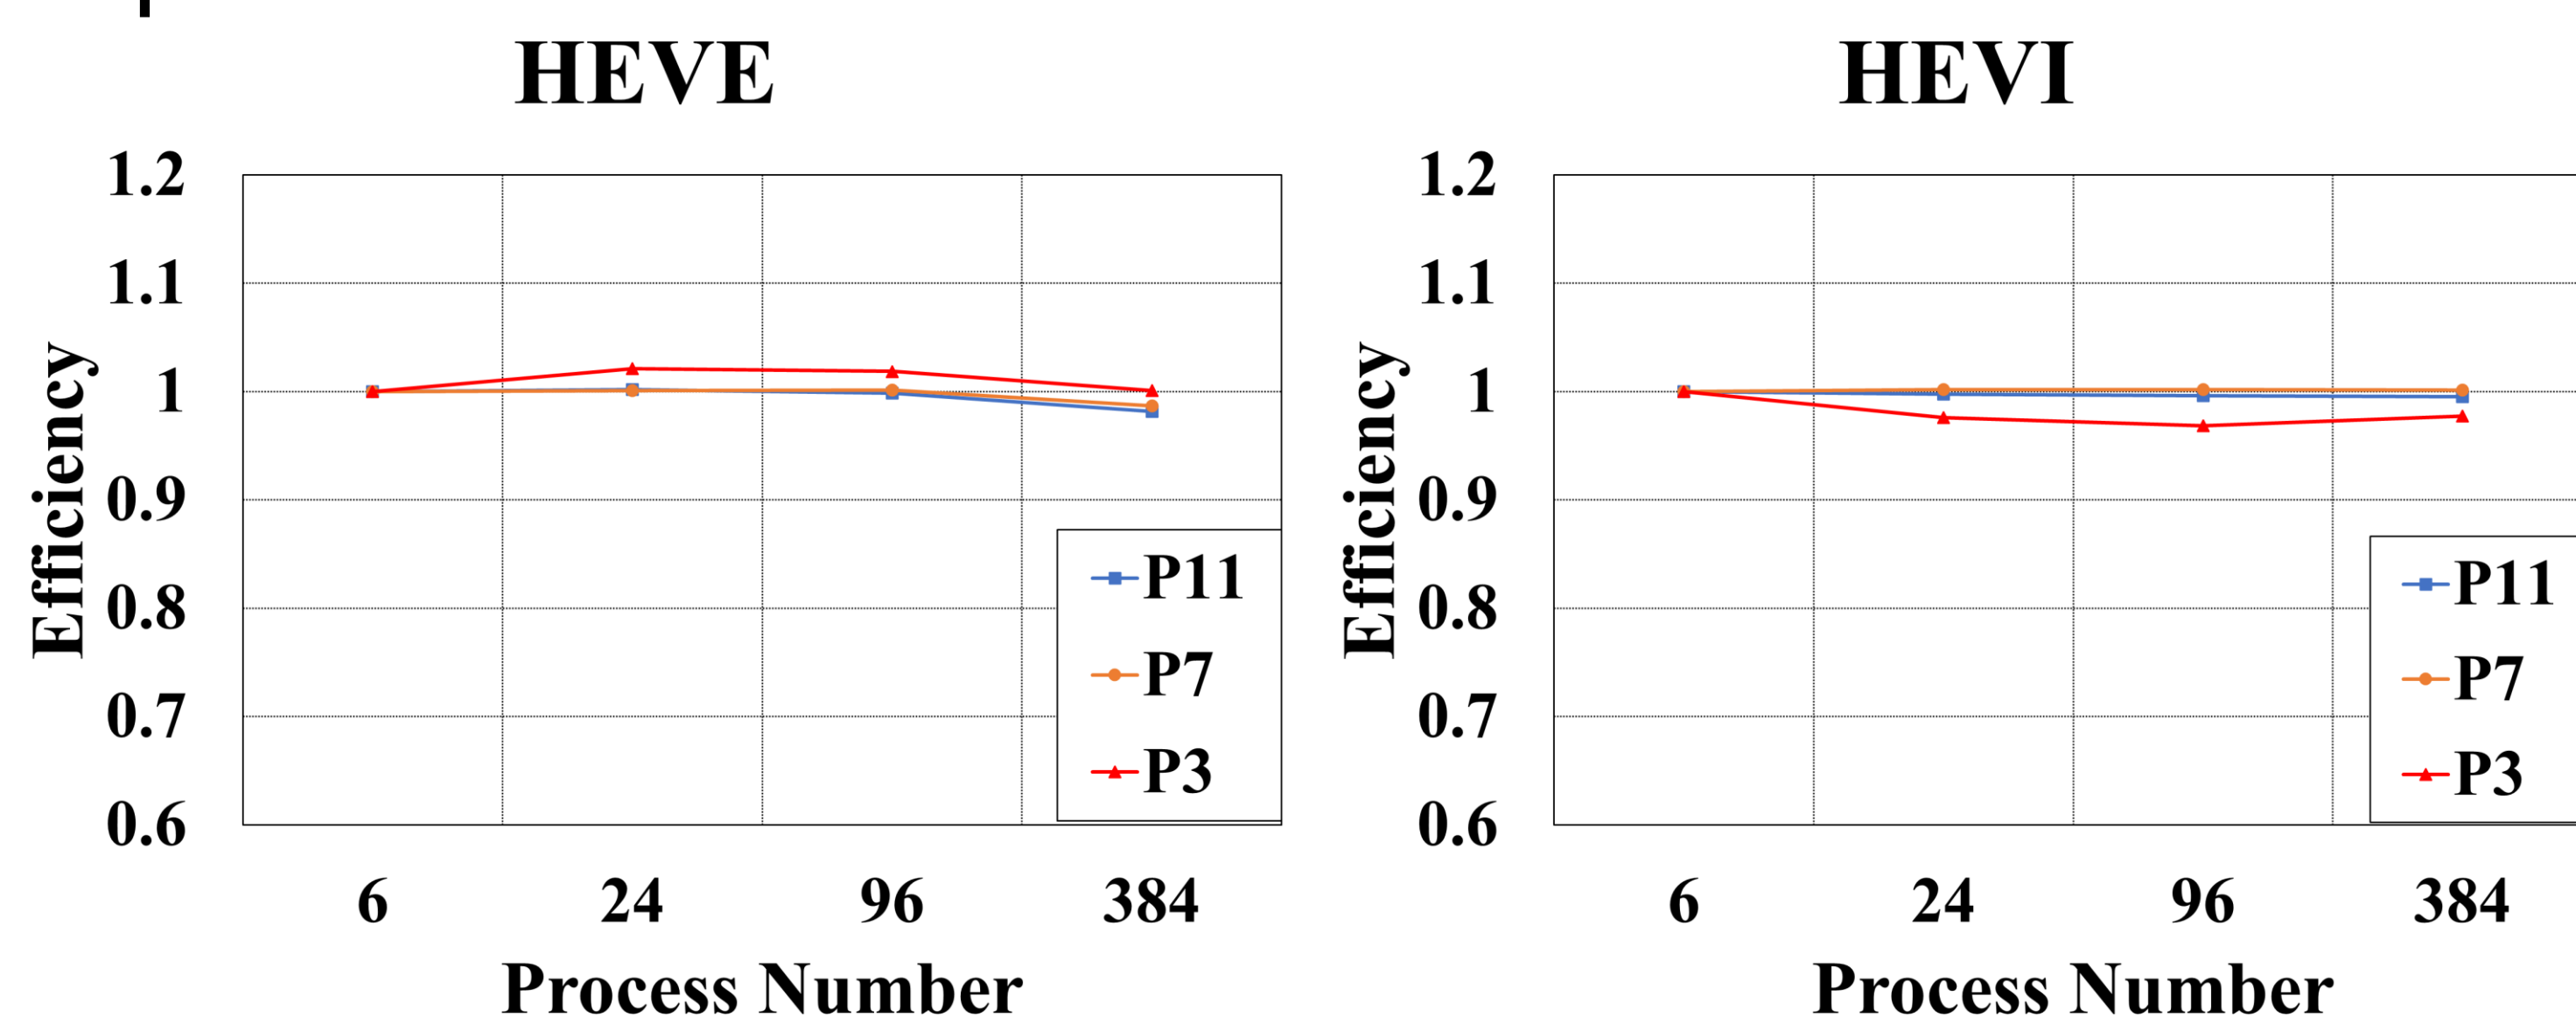 HEVE
1.2
1.1
1
0.9
0.8
0.7
0.6
Efficiency
P11
P7
P3
6 24 96 384
Process Number
HEVI
1.2
1.1
1
0.9
0.8
0.7
0.6
Efficiency
P11
P7
P3
6 24 96 384
Process Number